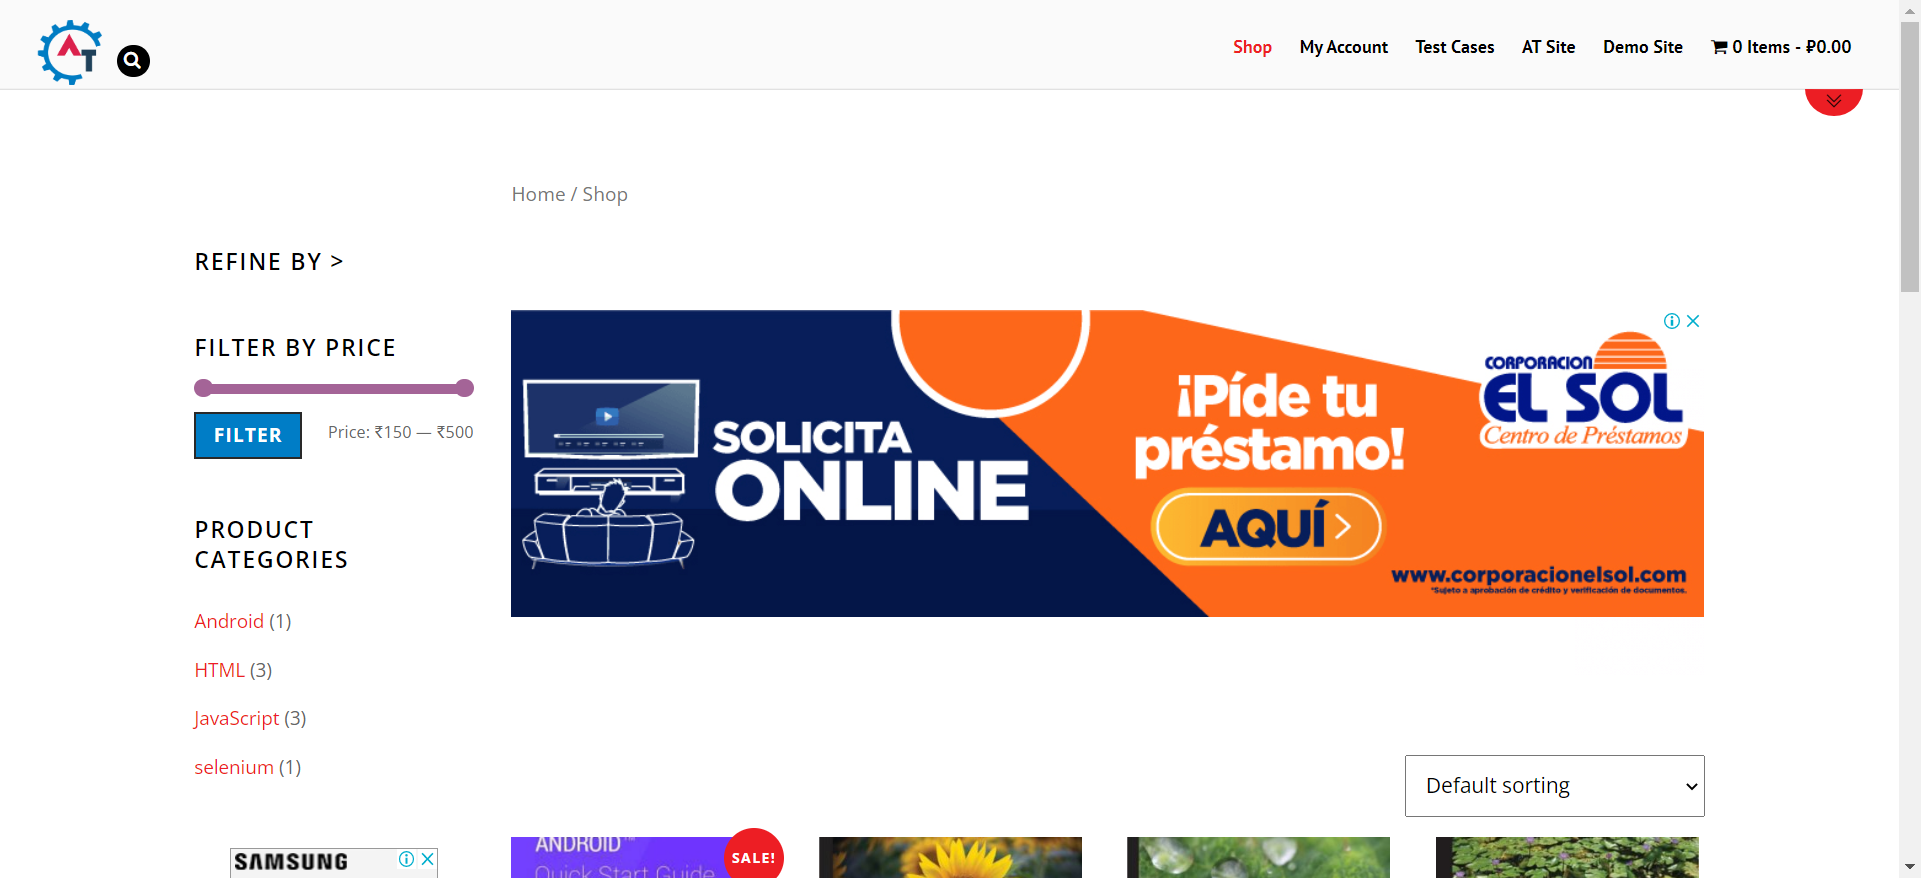 AT
Shop
My Account
Test Cases
AT Site
Demo Site
0 Items - ₽0.00
Home / Shop
REFINE BY >
FILTER BY PRICE
FILTER
Price: ₹150 — ₹500
PRODUCT
CATEGORIES
Android (1)
HTML (3)
JavaScript (3)
selenium (1)
SAMSUNG
SOLICITA
ONLINE
¡Píde tu
préstamo!
AQUÍ >
CORPORACION
EL SOL
Centro de Préstamos
www.corporacionelsol.com
*Sujeto a aprobación de crédito y verificación de documentos.
Default sorting
ANDROID™
Quick Start Guide
SALE!